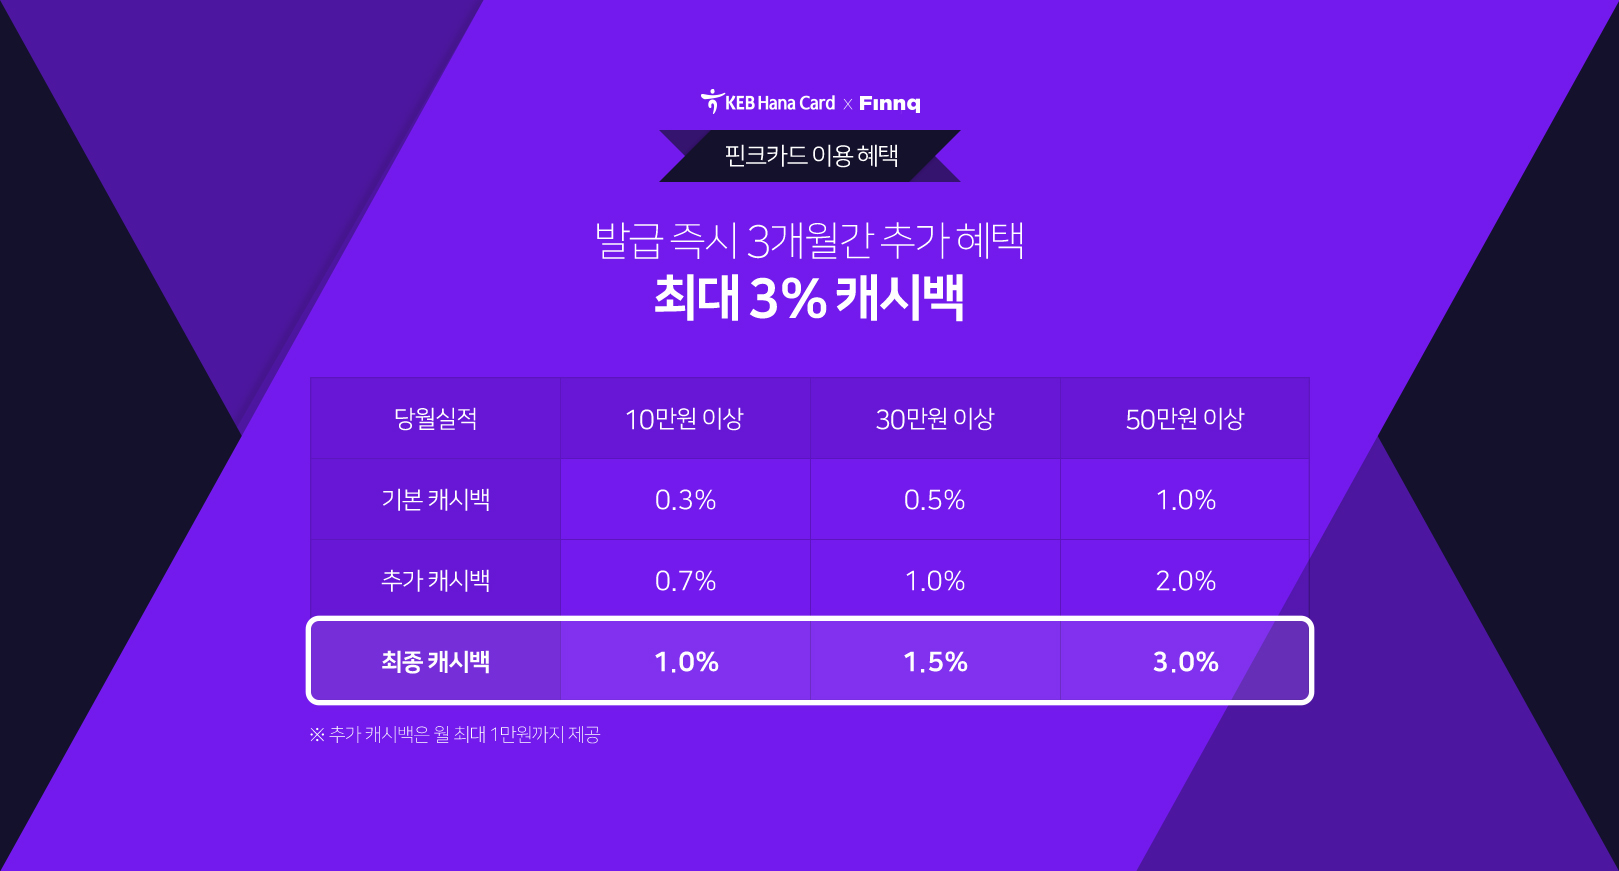 KEB Hana Card x Finnq
핀크카드 이용 혜택
발급 즉시 3개월간 추가 혜택
최대 3% 캐시백
당월실적 10만원 이상 30만원 이상 50만원 이상
기본 캐시백 0.3% 0.5% 1.0%
추가 캐시백 0.7% 1.0% 2.0%
최종 캐시백 1.0% 1.5% 3.0%
※ 추가 캐시백은 월 최대 1만원까지 제공